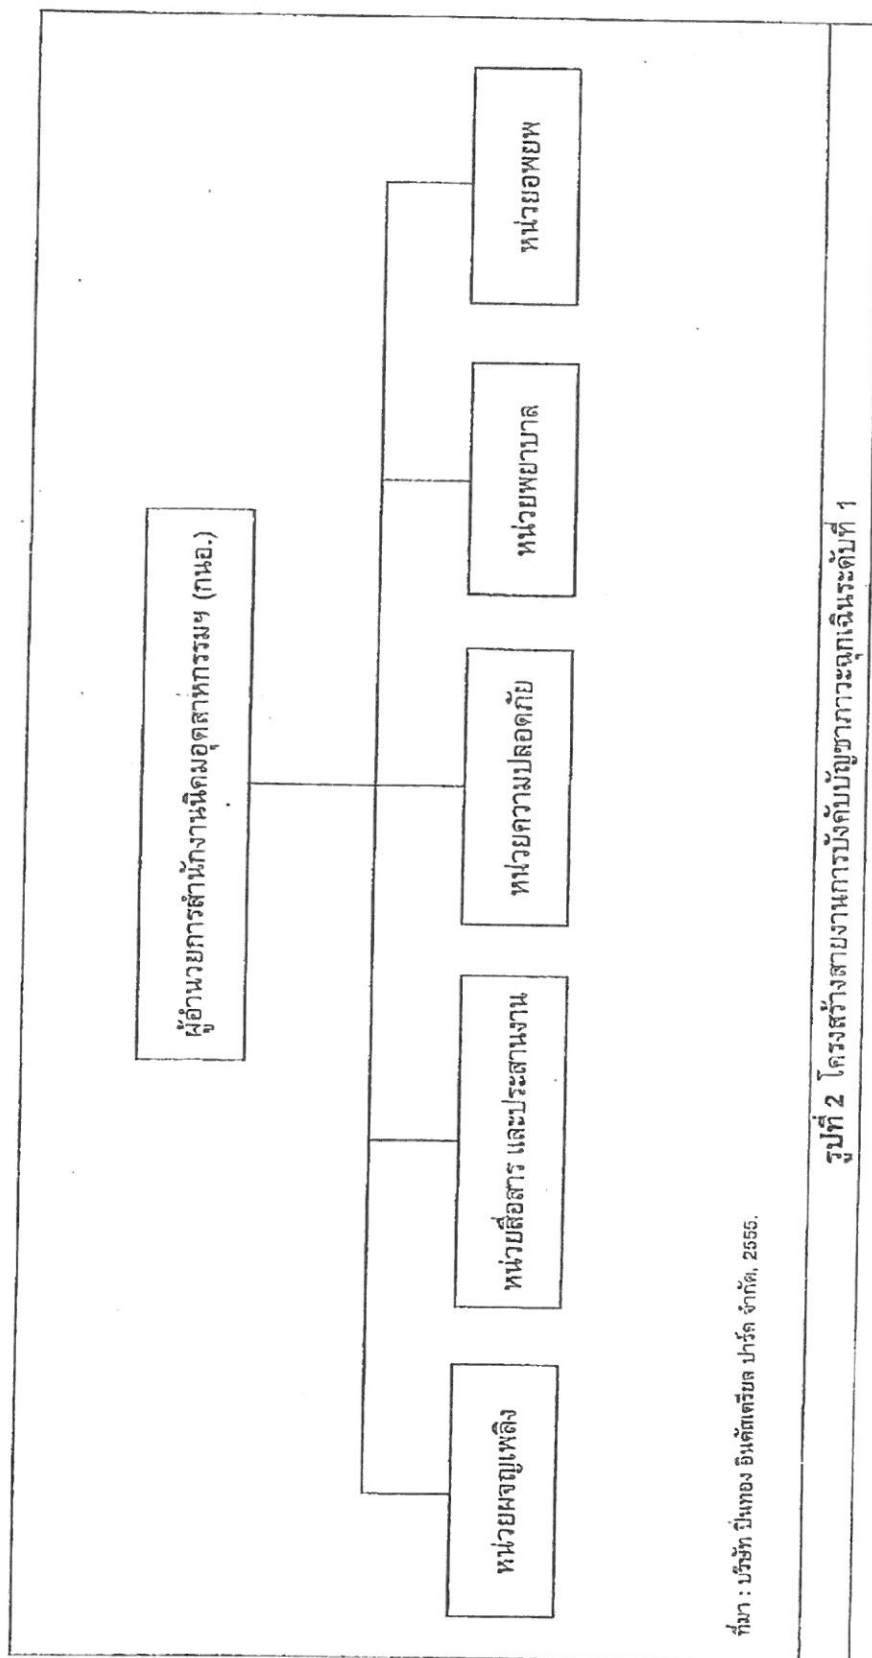 ผู้อำนวยการสำนักงานนิคมอุตสาหกรรมฯ (กนอ.)
หน่วยผจญเพลิง
หน่วยสื่อสาร และประสานงาน
หน่วยความปลอดภัย
หน่วยพยาบาล
หน่วยอพยพ
ที่มา : บริษัท ปิ่นทอง อินดัสเตรียล ปาร์ค จำกัด, 2555.
รูปที่ 2 โครงสร้างสายงานการบังคับบัญชาภาวะฉุกเฉินระดับที่ 1